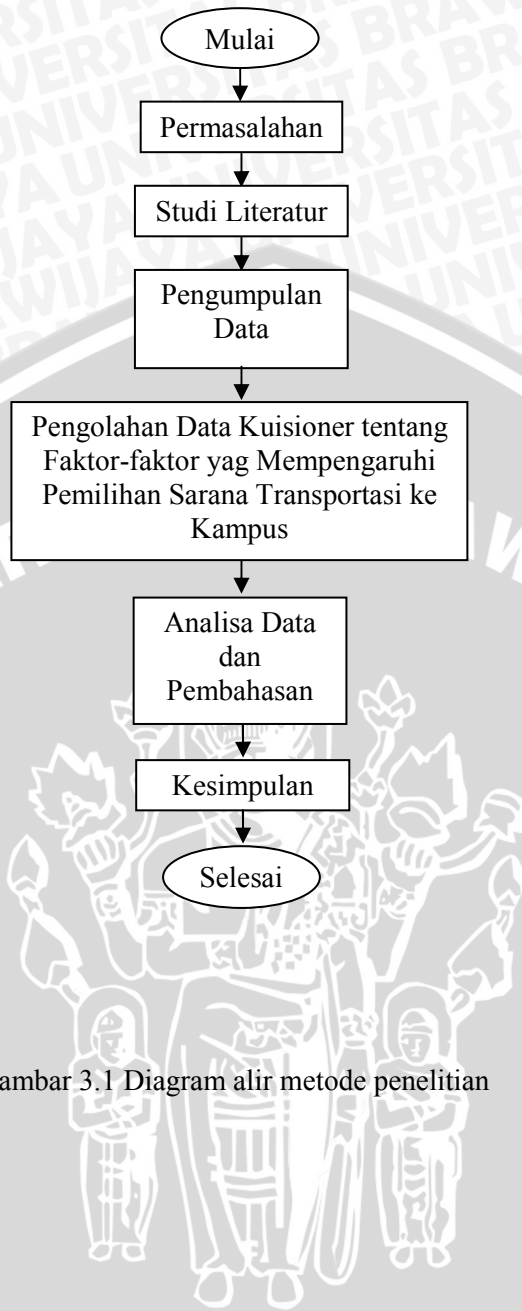 Mulai
Permasalahan
Studi Literatur
Pengumpulan
Data
Pengolahan Data Kuisioner tentang
Faktor-faktor yag Mempengaruhi
Pemilihan Sarana Transportasi ke
Kampus
Analisa Data
dan
Pembahasan
Kesimpulan
Selesai
ambar 3.1 Diagram alir metode penelitian